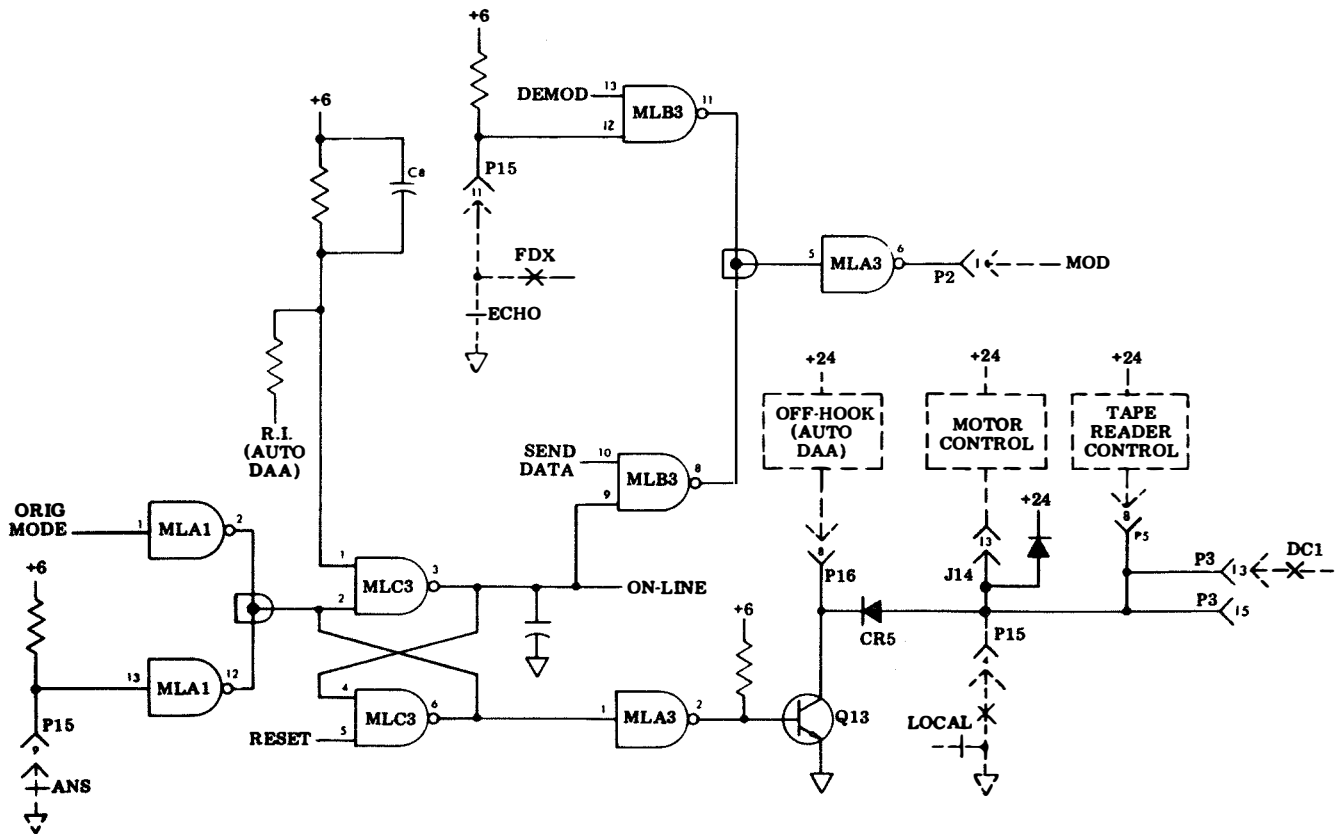 +6
+6
DEMOD
13
MLB3
11
12
P15
11
C8
FDX
ECHO
5
MLA3
6
P2
MOD
+24
+24
+24
OFF-HOOK
(AUTO
DAA)
MOTOR
CONTROL
TAPE
READER
CONTROL
R.I.
(AUTO
DAA)
SEND
DATA
10
MLB3
8
9
ORIG
MODE
1
MLA1
2
+24
8
P16
13
J14
8
P5
P3
13
DC1
P3
15
+6
1
MLC3
3
2
ON-LINE
+6
CR5
P15
4
13
MLA1
12
P15
9
ANS
4
MLC3
6
RESET
5
1
MLA3
2
Q13
LOCAL